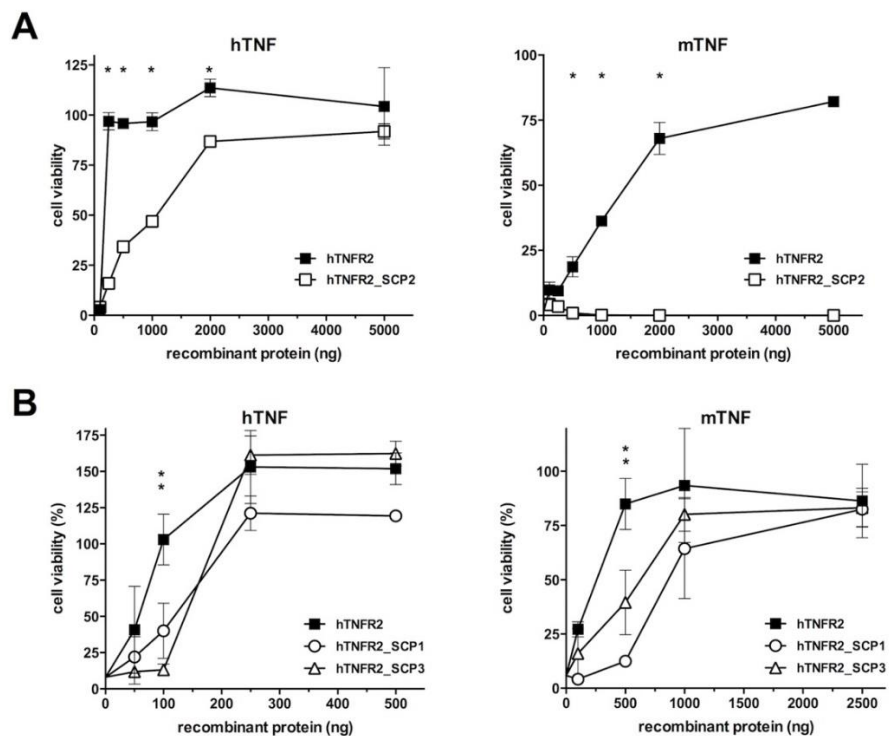 A
hTNF
* * * *
cell viability
125
100
75
50
25
0
0 1000 2000 3000 4000 5000
recombinant protein (ng)
hTNFR2
hTNFR2_SCP2
mTNF
* * *
cell viability
100
75
50
25
0
0 1000 2000 3000 4000 5000
recombinant protein (ng)
hTNFR2
hTNFR2_SCP2
B
hTNF
*
*
cell viability (%)
175
150
125
100
75
50
25
0
0 100 200 300 400 500
recombinant protein (ng)
hTNFR2
hTNFR2_SCP1
hTNFR2_SCP3
mTNF
*
*
cell viability (%)
100
75
50
25
0
0 500 1000 1500 2000 2500
recombinant protein (ng)
hTNFR2
hTNFR2_SCP1
hTNFR2_SCP3